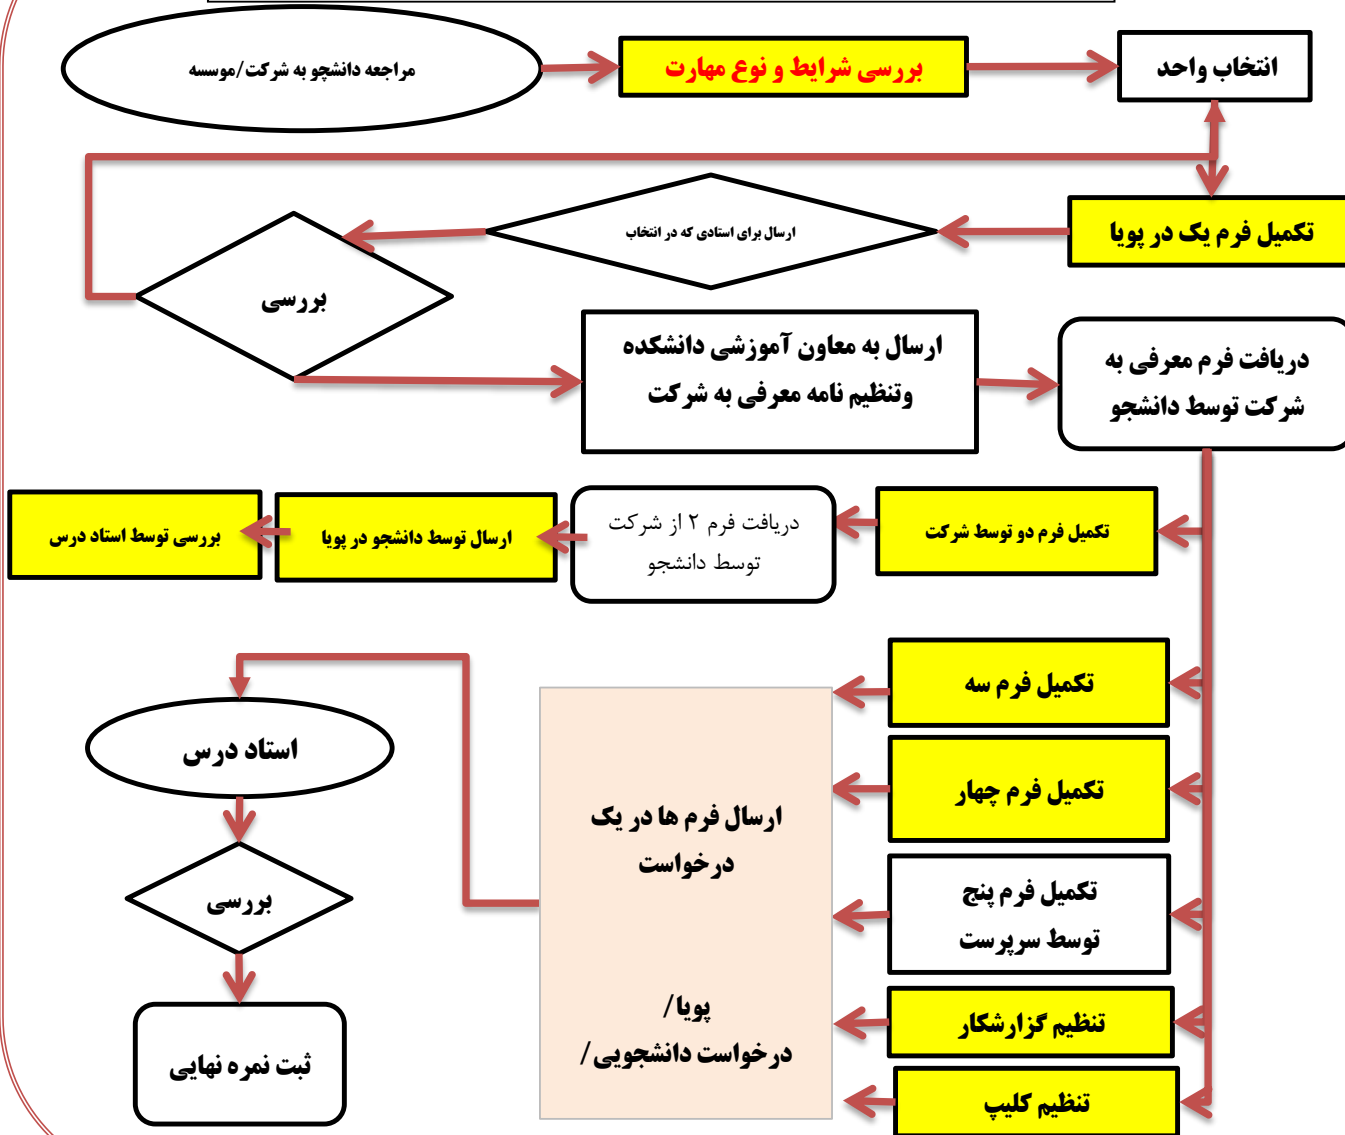 مراجعه دانشچو به شرکت/موسسه
بررسی شرایط و نوع مهارت
انتخاب واحد
تکمیل فرم یک در پویا
ارسال برای استادی که در انتخاب
بررسی
ارسال به معاون آموزشی دانشکده
وتنظیم نامه معرفی به شرکت
دریافت فرم معرفی به
شرکت توسط دانشجو
تکمیل فرم دو توسط شرکت
دریافت فرم ۲ از شرکت
توسط دانشجو
ارسال توسط دانشجو در پویا
بررسی توسط استاد درس
تکمیل فرم سه
تکمیل فرم چهار
تکمیل فرم پنج
توسط سرپرست
تنظیم گزارشکار
تنظیم کلیپ
ارسال فرم ها در یک
درخواست
پویا/
درخواست دانشجویی/
استاد درس
بررسی
ثبت نمره نهایی